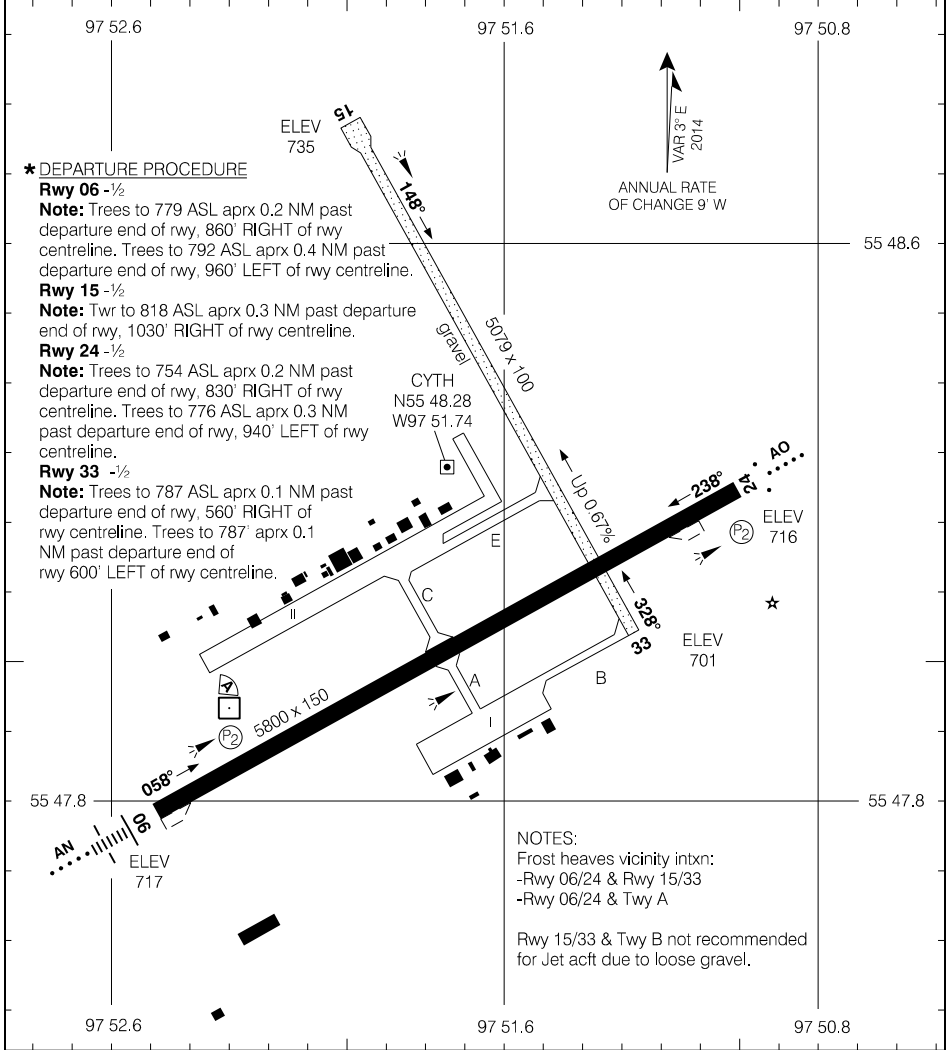 97 52.6
97 51.6
97 50.8
15
ELEV
735
VAR 3° E
2014
ANNUAL RATE
OF CHANGE 9' W
* DEPARTURE PROCEDURE
Rwy 06 -½
Note: Trees to 779 ASL aprx 0.2 NM past
departure end of rwy, 860' RIGHT of rwy
centreline. Trees to 792 ASL aprx 0.4 NM past
departure end of rwy, 960' LEFT of rwy centreline.
Rwy 15 -½
Note: Twr to 818 ASL aprx 0.3 NM past departure
end of rwy, 1030' RIGHT of rwy centreline.
Rwy 24 -½
Note: Trees to 754 ASL aprx 0.2 NM past
departure end of rwy, 830' RIGHT of rwy
centreline. Trees to 776 ASL aprx 0.3 NM
past departure end of rwy, 940' LEFT of rwy
centreline.
Rwy 33 -½
Note: Trees to 787 ASL aprx 0.1 NM past
departure end of rwy, 560' RIGHT of
rwy centreline. Trees to 787' aprx 0.1
NM past departure end of
rwy 600' LEFT of rwy centreline.
148°
55 48.6
gravel
5079 x 100
CYTH
N55 48.28
W97 51.74
Up 0.67%
238°
24
AO
ELEV
716
P2
E
C
II
328°
33
ELEV
701
A
B
I
A
P2
5800 x 150
058°
55 47.8
55 47.8
06
AN
ELEV
717
NOTES:
Frost heaves vicinity intxn:
-Rwy 06/24 & Rwy 15/33
-Rwy 06/24 & Twy A
Rwy 15/33 & Twy B not recommended
for Jet acft due to loose gravel.
97 52.6
97 51.6
97 50.8